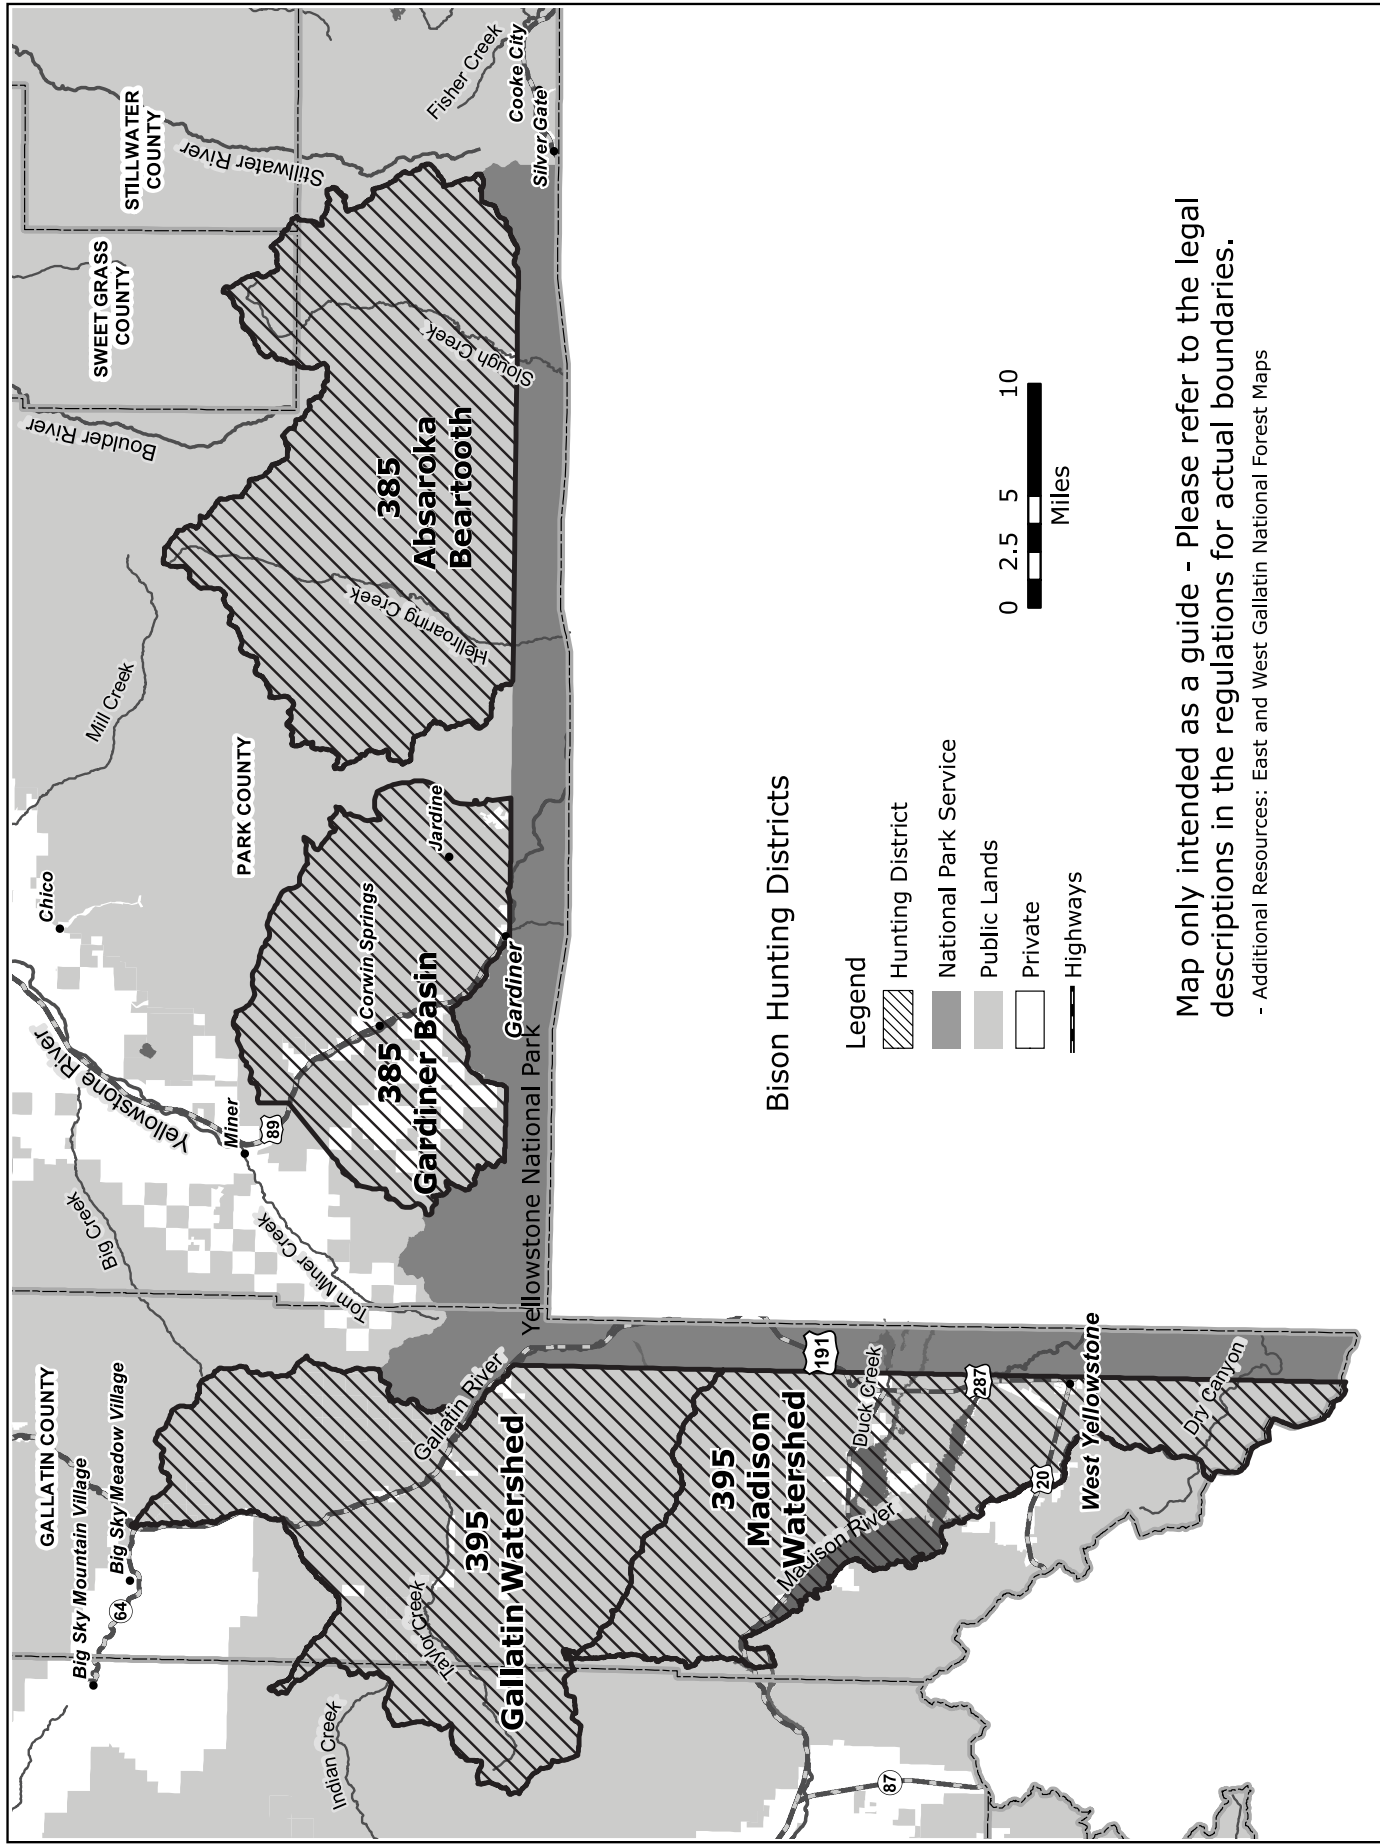 Big Sky Mountain Village
Big Sky Meadow Village
64
GALLATIN COUNTY
Indian Creek
Taylor Creek
395
Gallatin Watershed
Gallatin River
395
Madison
Watershed
Madison River
Duck Creek
191
287
20
87
West Yellowstone
Dry Canyon
Big Creek
Tom Miner Creek
Miner
89
Yellowstone River
Chico
Yellowstone National Park
385
Gardiner Basin
Corwin Springs
Gardiner
Jardine
PARK COUNTY
Mill Creek
Hellroaring Creek
385
Absaroka
Beartooth
Slough Creek
Boulder River
SWEET GRASS
COUNTY
STILLWATER
COUNTY
Stillwater River
Fisher Creek
Cooke City
Silver Gate
Bison Hunting Districts
Legend
Hunting District
National Park Service
Public Lands
Private
Highways
0 2.5 5 10
Miles
Map only intended as a guide - Please refer to the legal
descriptions in the regulations for actual boundaries.
- Additional Resources: East and West Gallatin National Forest Maps